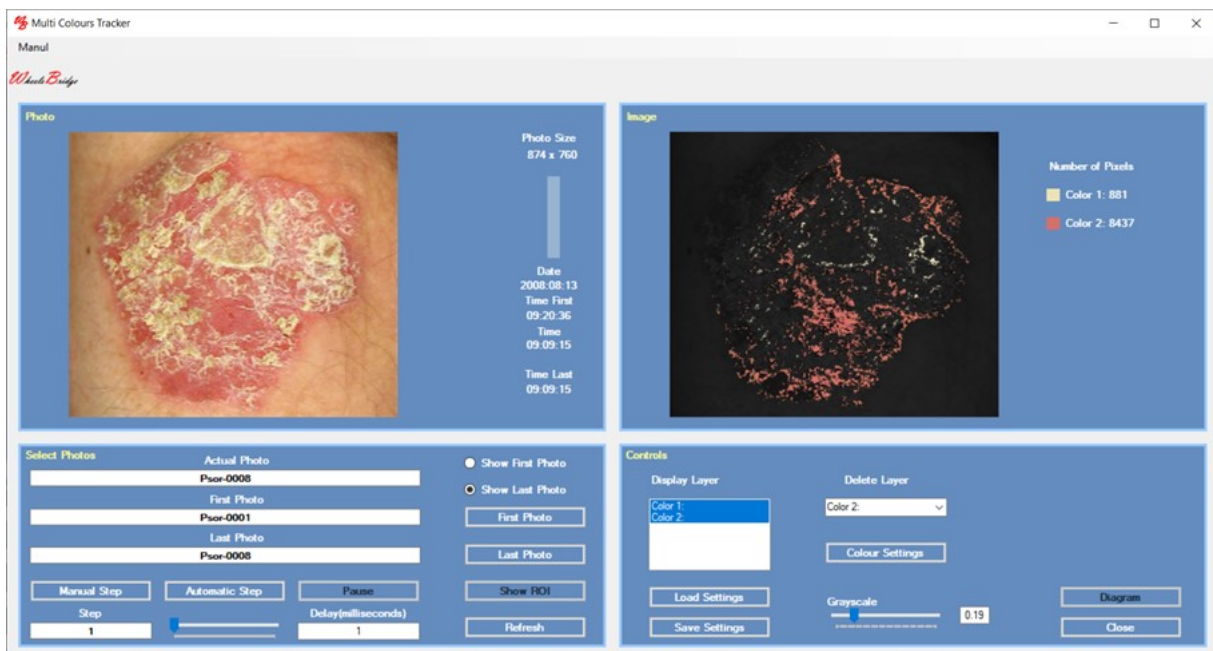 Multi Colours Tracker
Manul
Wheels Bridge
Photo
Photo Size
874 x 760
Date
2008:08:13
Time First
09:20:36
Time
09:09:15
Time Last
09:09:15
Image
Number of Pixels
Color 1: 881
Color 2: 8437
Select Photos
Actual Photo
Psor-0008
First Photo
Psor-0001
Last Photo
Psor-0008
Show First Photo
Show Last Photo
First Photo
Last Photo
Manual Step
Automatic Step
Pause
Show ROI
Step
1
Delay(milliseconds)
1
Refresh
Controls
Display Layer
Color 1:
Color 2:
Delete Layer
Color 2:
Colour Settings
Load Settings
Save Settings
Grayscale
0.19
Diagram
Close